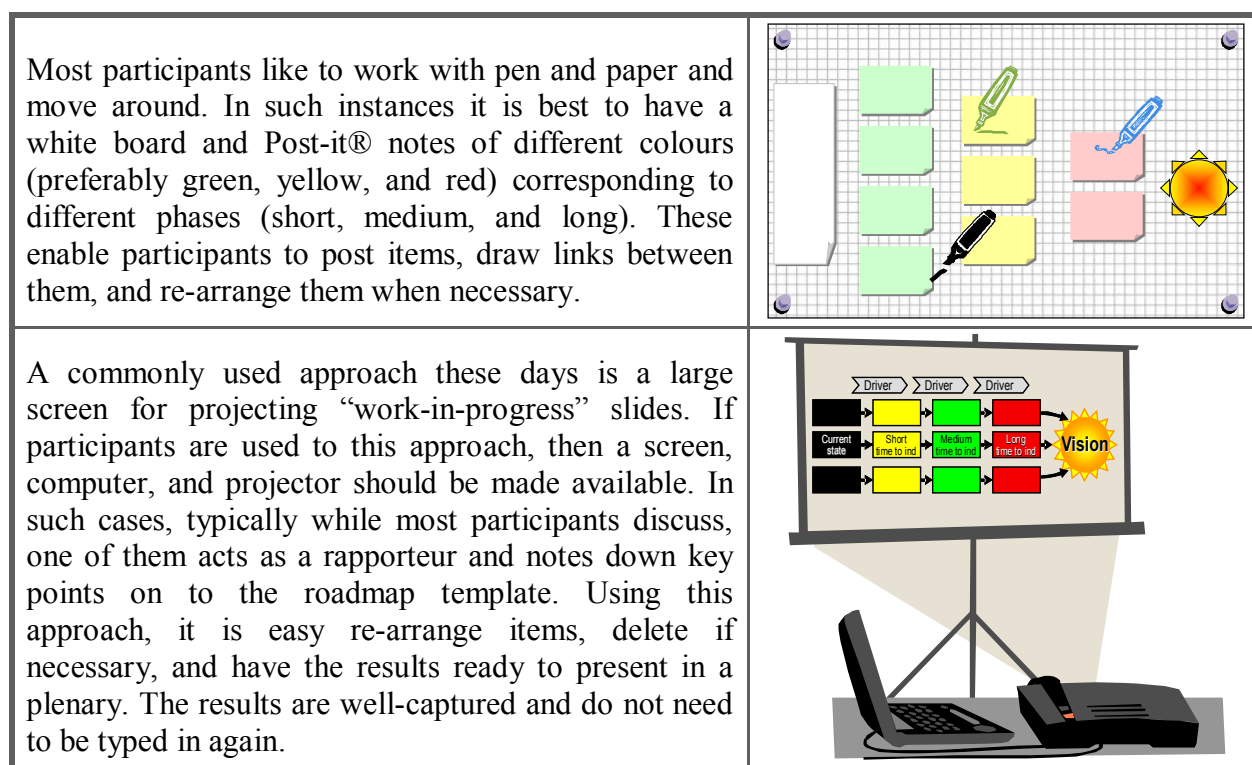 Most participants like to work with pen and paper and
move around. In such instances it is best to have a
white board and Post-it® notes of different colours
(preferably green, yellow, and red) corresponding to
different phases (short, medium, and long). These
enable participants to post items, draw links between
them, and re-arrange them when necessary.
A commonly used approach these days is a large
screen for projecting “work-in-progress” slides. If
participants are used to this approach, then a screen,
computer, and projector should be made available. In
such cases, typically while most participants discuss,
one of them acts as a rapporteur and notes down key
points on to the roadmap template. Using this
approach, it is easy re-arrange items, delete if
necessary, and have the results ready to present in a
plenary. The results are well-captured and do not need
to be typed in again.
Driver Driver Driver
Current
state
Short
time to ind
Medium
time to ind
Long
time to ind
Vision